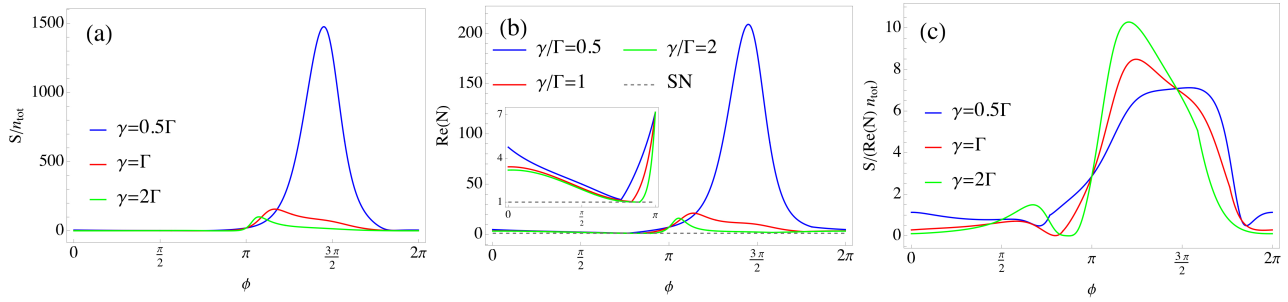 (a)
S/n_tot
1500
1000
500
0
γ=0.5Γ
γ=Γ
γ=2Γ
0
π/2
π
3π/2
2π
ϕ
(b)
Re(N)
200
150
100
50
0
γ/Γ=0.5
γ/Γ=2
γ/Γ=1
SN
7
4
1
0
π/2
π
0
π/2
π
3π/2
2π
ϕ
(c)
S/(Re(N) n_tot)
10
8
6
4
2
0
γ=0.5Γ
γ=Γ
γ=2Γ
0
π/2
π
3π/2
2π
ϕ